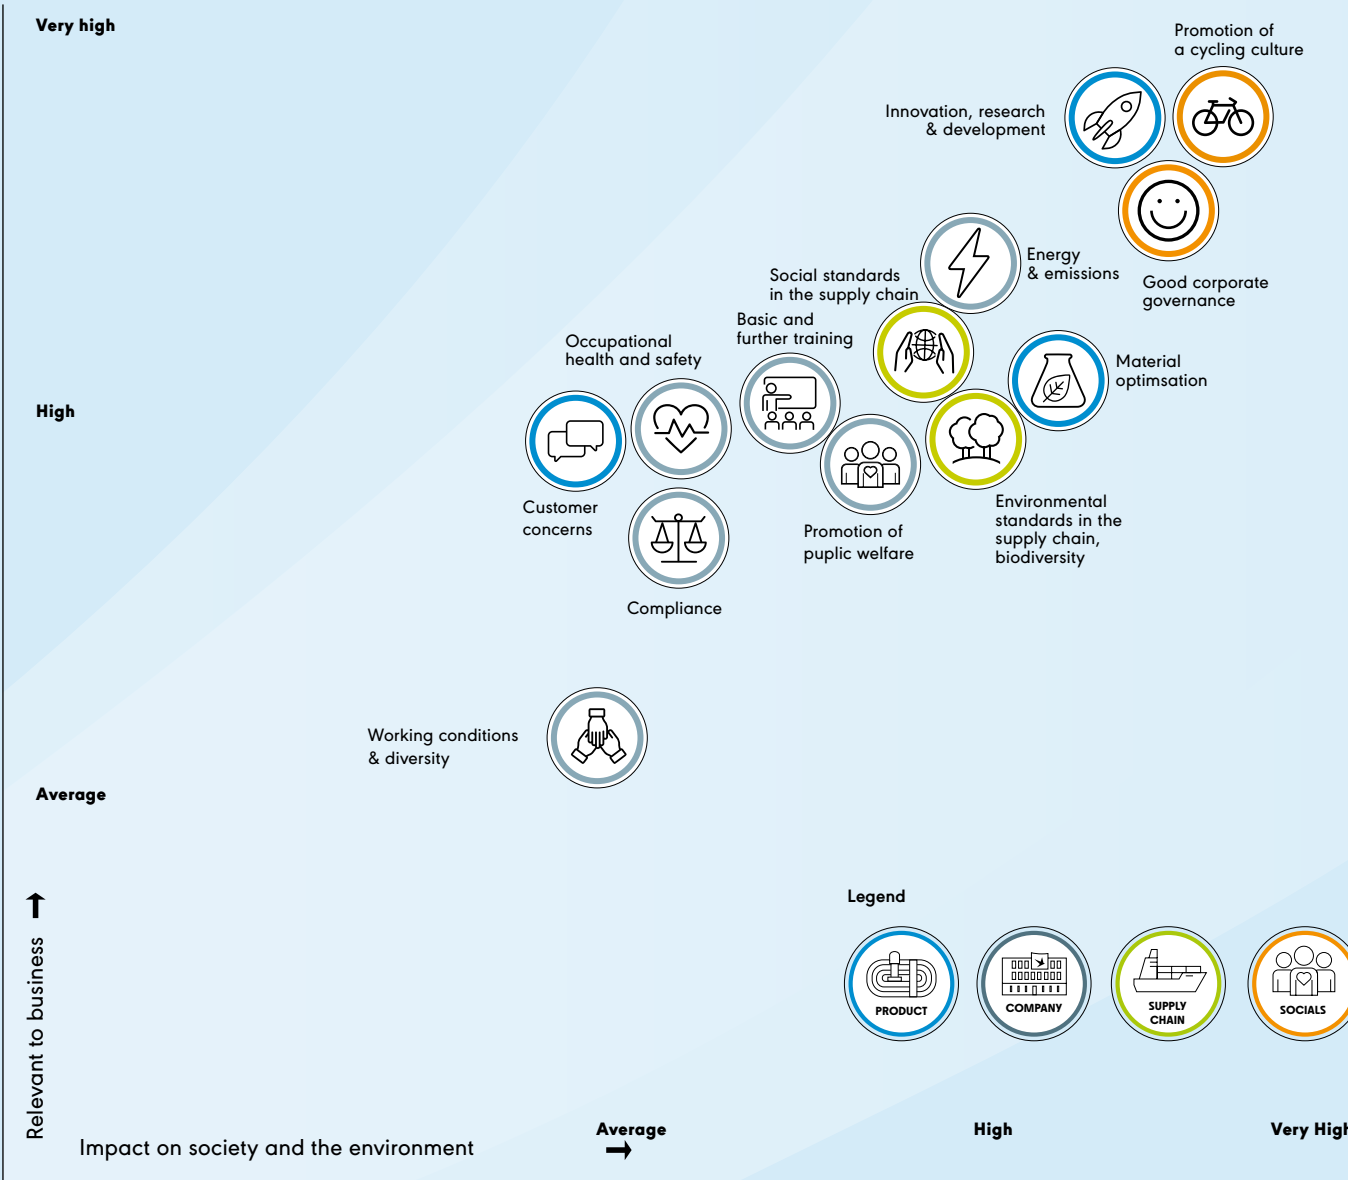 Very high
Promotion of
a cycling culture
Innovation, research
& development
Energy
& emissions
Good corporate
governance
Social standards
in the supply chain
Basic and
further training
Occupational
health and safety
Material
optimsation
High
Customer
concerns
Environmental
standards in the
supply chain,
biodiversity
Promotion of
puplic welfare
Compliance
Working conditions
& diversity
Average
Legend
PRODUCT
COMPANY
SUPPLY
CHAIN
SOCIALS
Relevant to business
Impact on society and the environment
Average
High
Very High